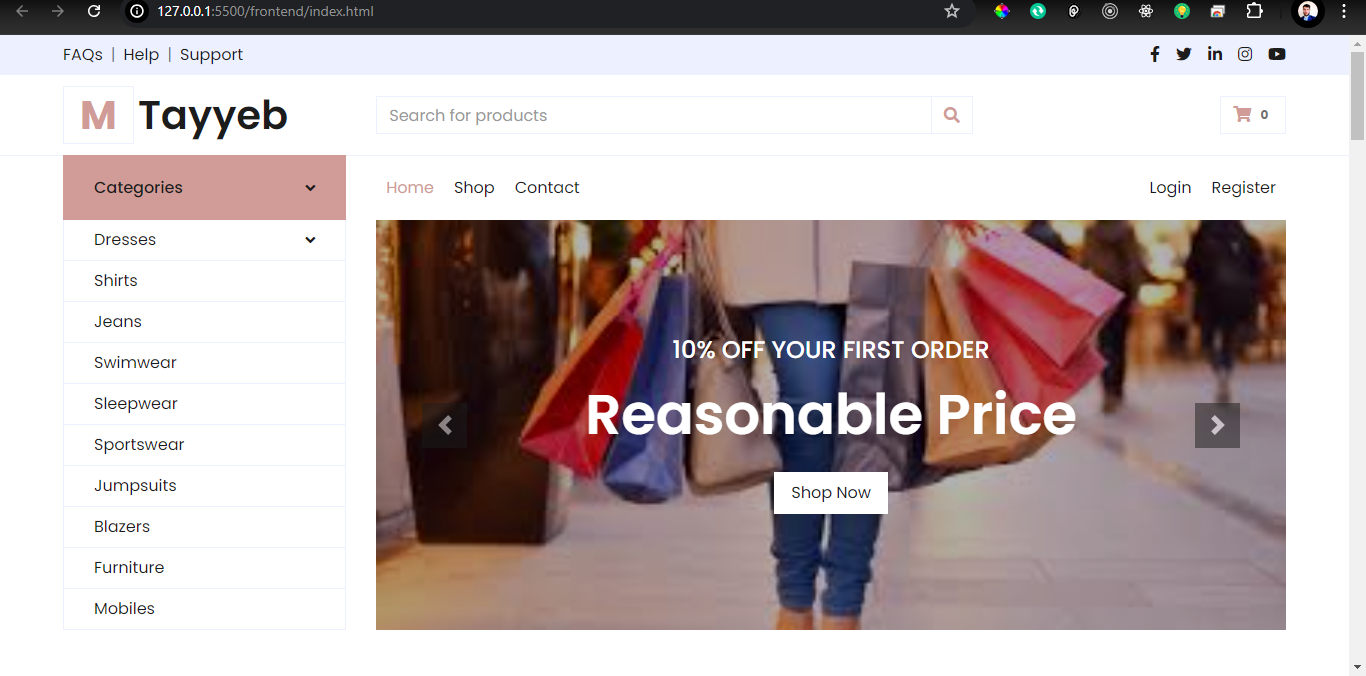 127.0.0.1:5500/frontend/index.html
FAQs | Help | Support
M Tayyeb
Search for products
0
Categories
Home Shop Contact
Login Register
Dresses
Shirts
Jeans
Swimwear
Sleepwear
Sportswear
Jumpsuits
Blazers
Furniture
Mobiles
10% OFF YOUR FIRST ORDER
Reasonable Price
Shop Now